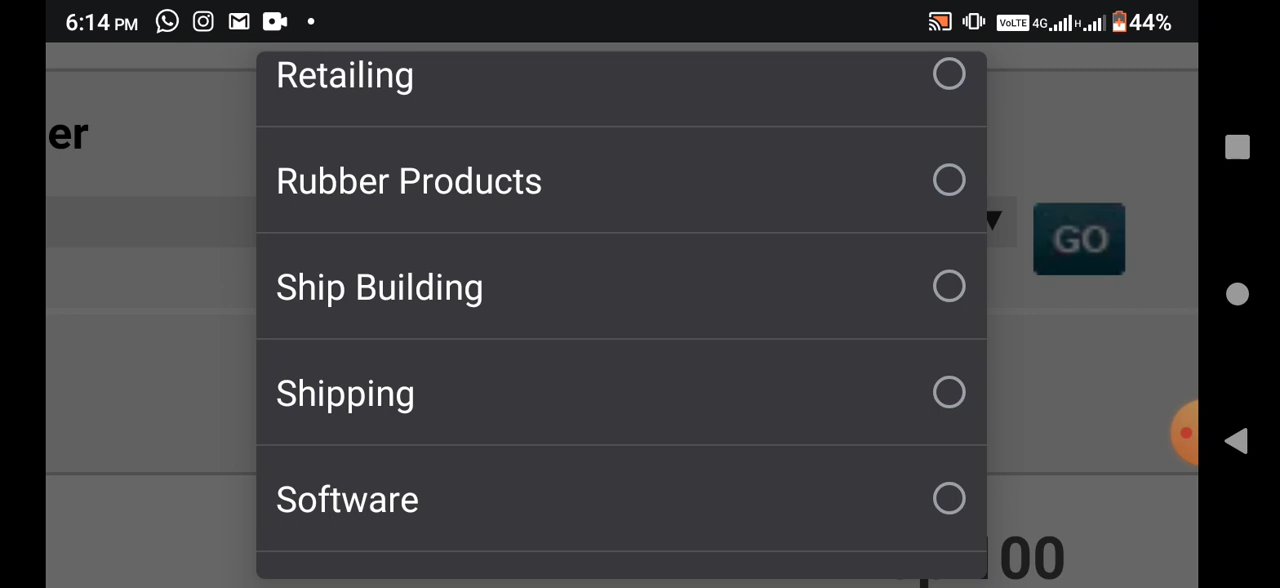 6:14 PM
VoLTE 4G H 44%
Retailing
er
Rubber Products
GO
Ship Building
Shipping
Software
00